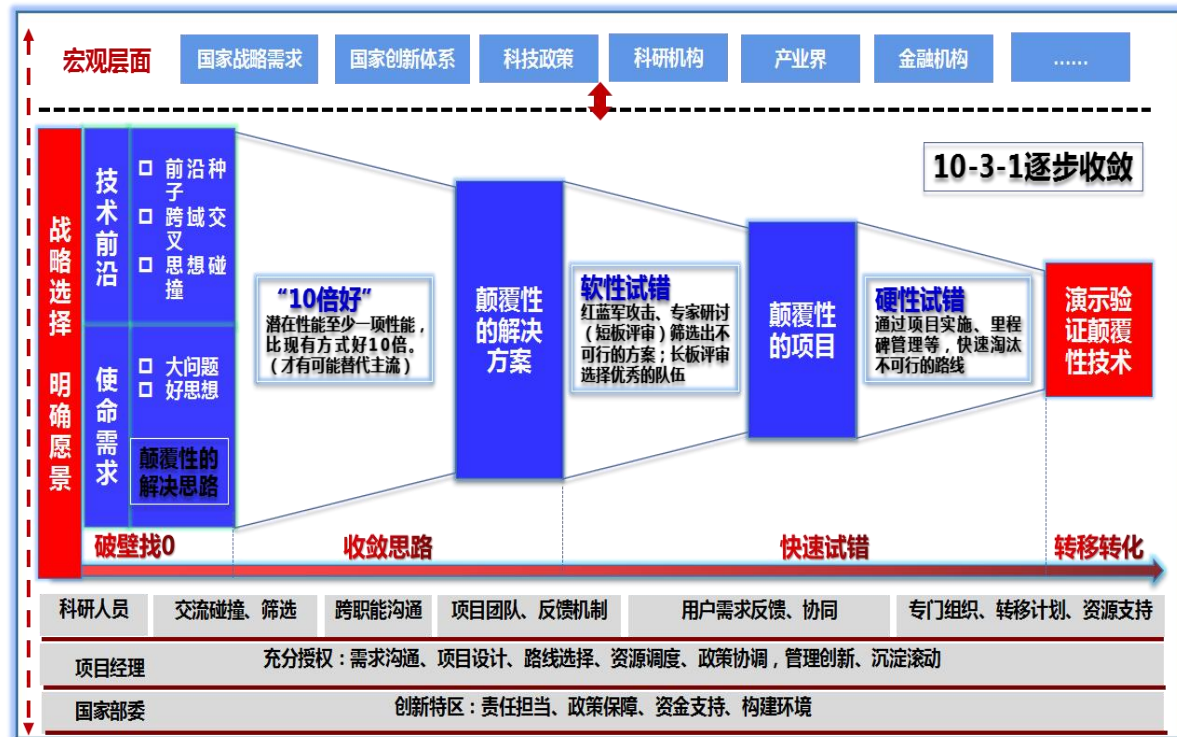 宏观层面
国家战略需求
国家创新体系
科技政策
科研机构
产业界
金融机构
……
10-3-1逐步收敛
战略选择 明确愿景
技术前沿
前沿种
子
跨域交
叉
思想碰
撞
使命需求
大问题
好思想
颠覆性的
解决思路
“10倍好”
潜在性能至少一项性能，
比现有方式好10倍。
（才有可能替代主流）
颠覆性
的解决
方案
软性试错
红蓝军攻击、专家研讨
（短板评审）筛选出不
可行的方案；长板评审
选择优秀的队伍
颠覆性
的项目
硬性试错
通过项目实施、里程
碑管理等，快速淘汰
不可行的路线
演示验
证颠覆
性技术
破壁找0
收敛思路
快速试错
转移转化
科研人员
交流碰撞、筛选
跨职能沟通
项目团队、反馈机制
用户需求反馈、协同
专门组织、转移计划、资源支持
项目经理
充分授权：需求沟通、项目设计、路线选择、资源调度、政策协调，管理创新、沉淀滚动
国家部委
创新特区：责任担当、政策保障、资金支持、构建环境